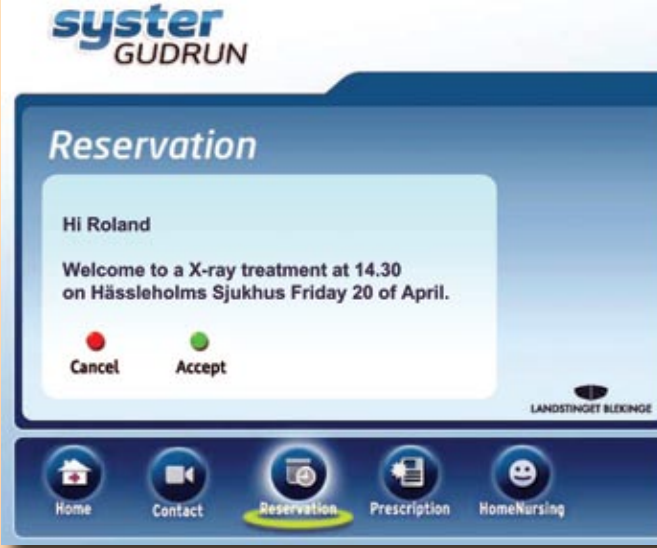 syster
GUDRUN
Reservation
Hi Roland
Welcome to a X-ray treatment at 14.30
on Hässleholms Sjukhus Friday 20 of April.
Cancel Accept
LANDSTINGET BLEKINGE
Home Contact Reservation Prescription HomeNursing